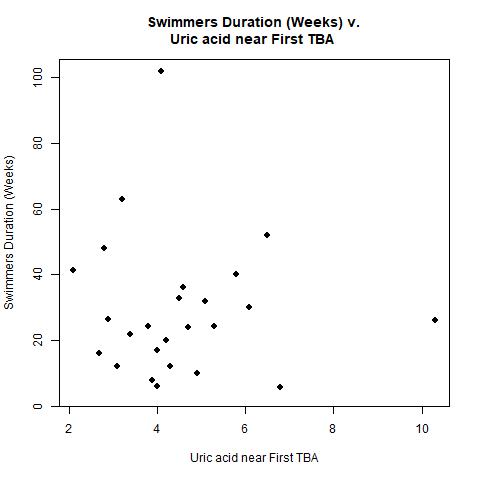 Swimmers Duration (Weeks) v.
Uric acid near First TBA
Swimmers Duration (Weeks)
100
80
60
40
20
0
2 4 6 8 10
Uric acid near First TBA